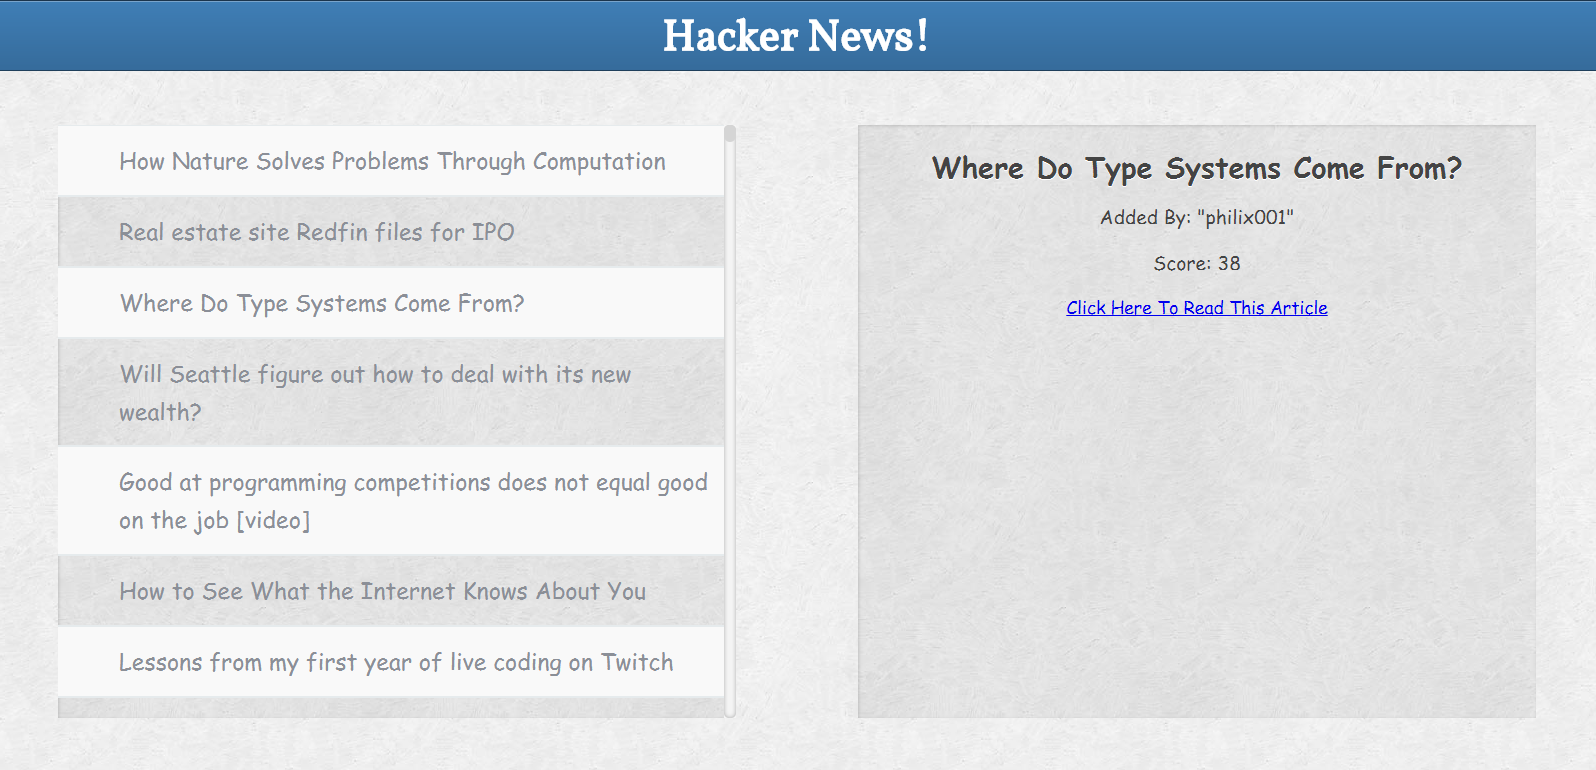 Hacker News!
How Nature Solves Problems Through Computation
Real estate site Redfin files for IPO
Where Do Type Systems Come From?
Will Seattle figure out how to deal with its new
wealth?
Good at programming competitions does not equal good
on the job [video]
How to See What the Internet Knows About You
Lessons from my first year of live coding on Twitch
Where Do Type Systems Come From?
Added By: "philix001"
Score: 38
Click Here To Read This Article